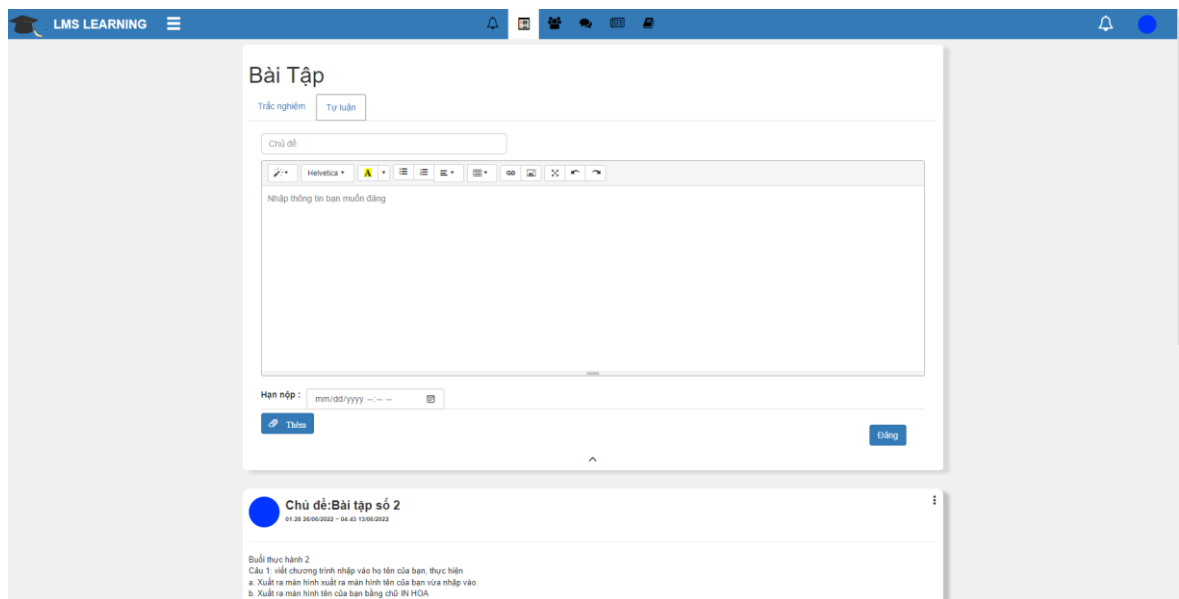 LMS LEARNING
Bài Tập
Trắc nghiệm Tự luận
Chủ đề
Helvetica A
Nhập thông tin bạn muốn đăng
Hạn nộp : mm/dd/yyyy --:-- --
Thêm
Đăng
Chủ đề:Bài tập số 2
01:28 26/06/2022 ~ 04:43 13/06/2022
Buổi thực hành 2
Câu 1: viết chương trình nhập vào họ tên của bạn, thực hiện
a. Xuất ra màn hình xuất ra màn hình tên của bạn vừa nhập vào.
b. Xuất ra màn hình tên của bạn bằng chữ IN HOA